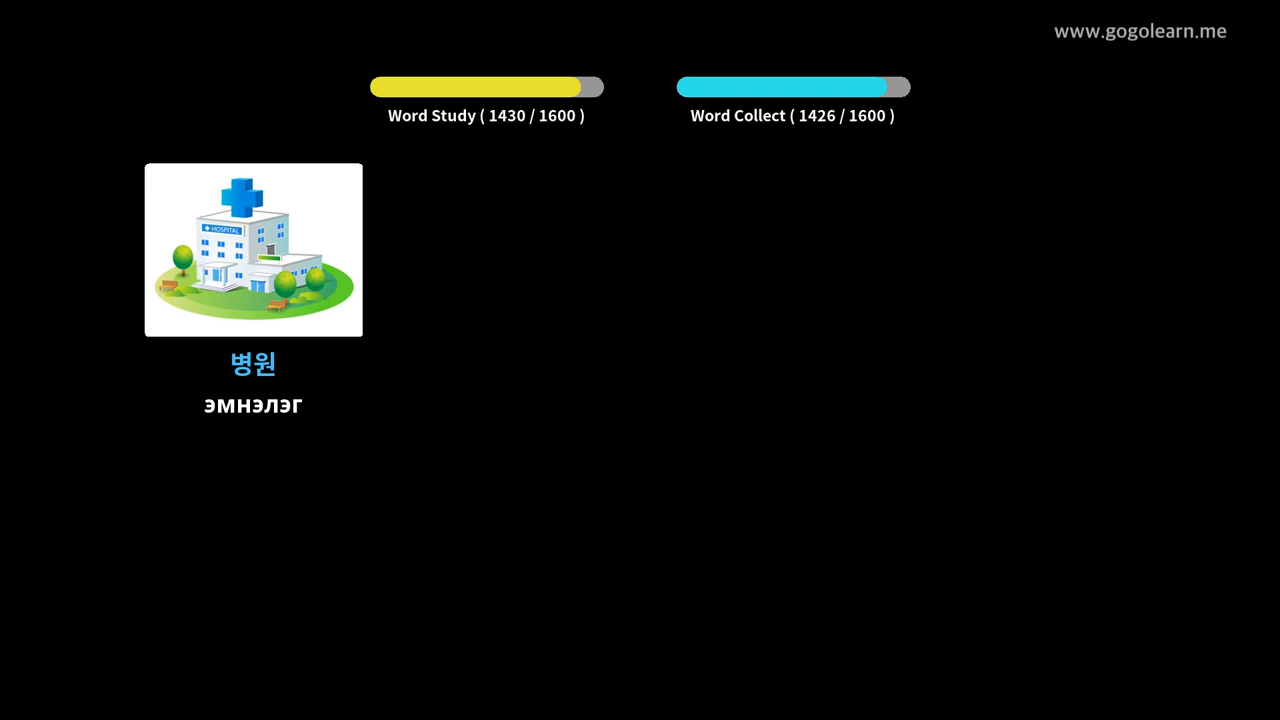 www.gogolearn.me
Word Study ( 1430 / 1600 )
Word Collect ( 1426 / 1600 )
HOSPITAL
병원
эмнэлэг